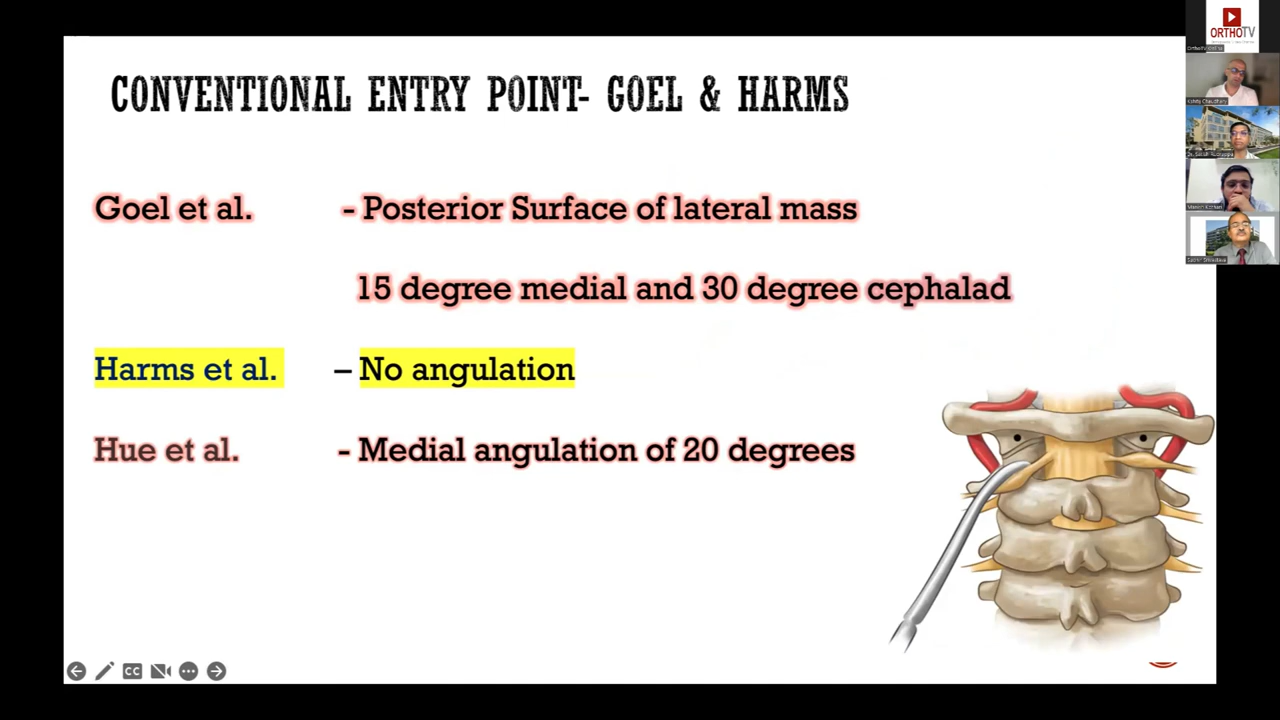 CONVENTIONAL ENTRY POINT- GOEL & HARMS
Goel et al. - Posterior Surface of lateral mass
15 degree medial and 30 degree cephalad
Harms et al. – No angulation
Hue et al. - Medial angulation of 20 degrees
ORTHOTV
CC